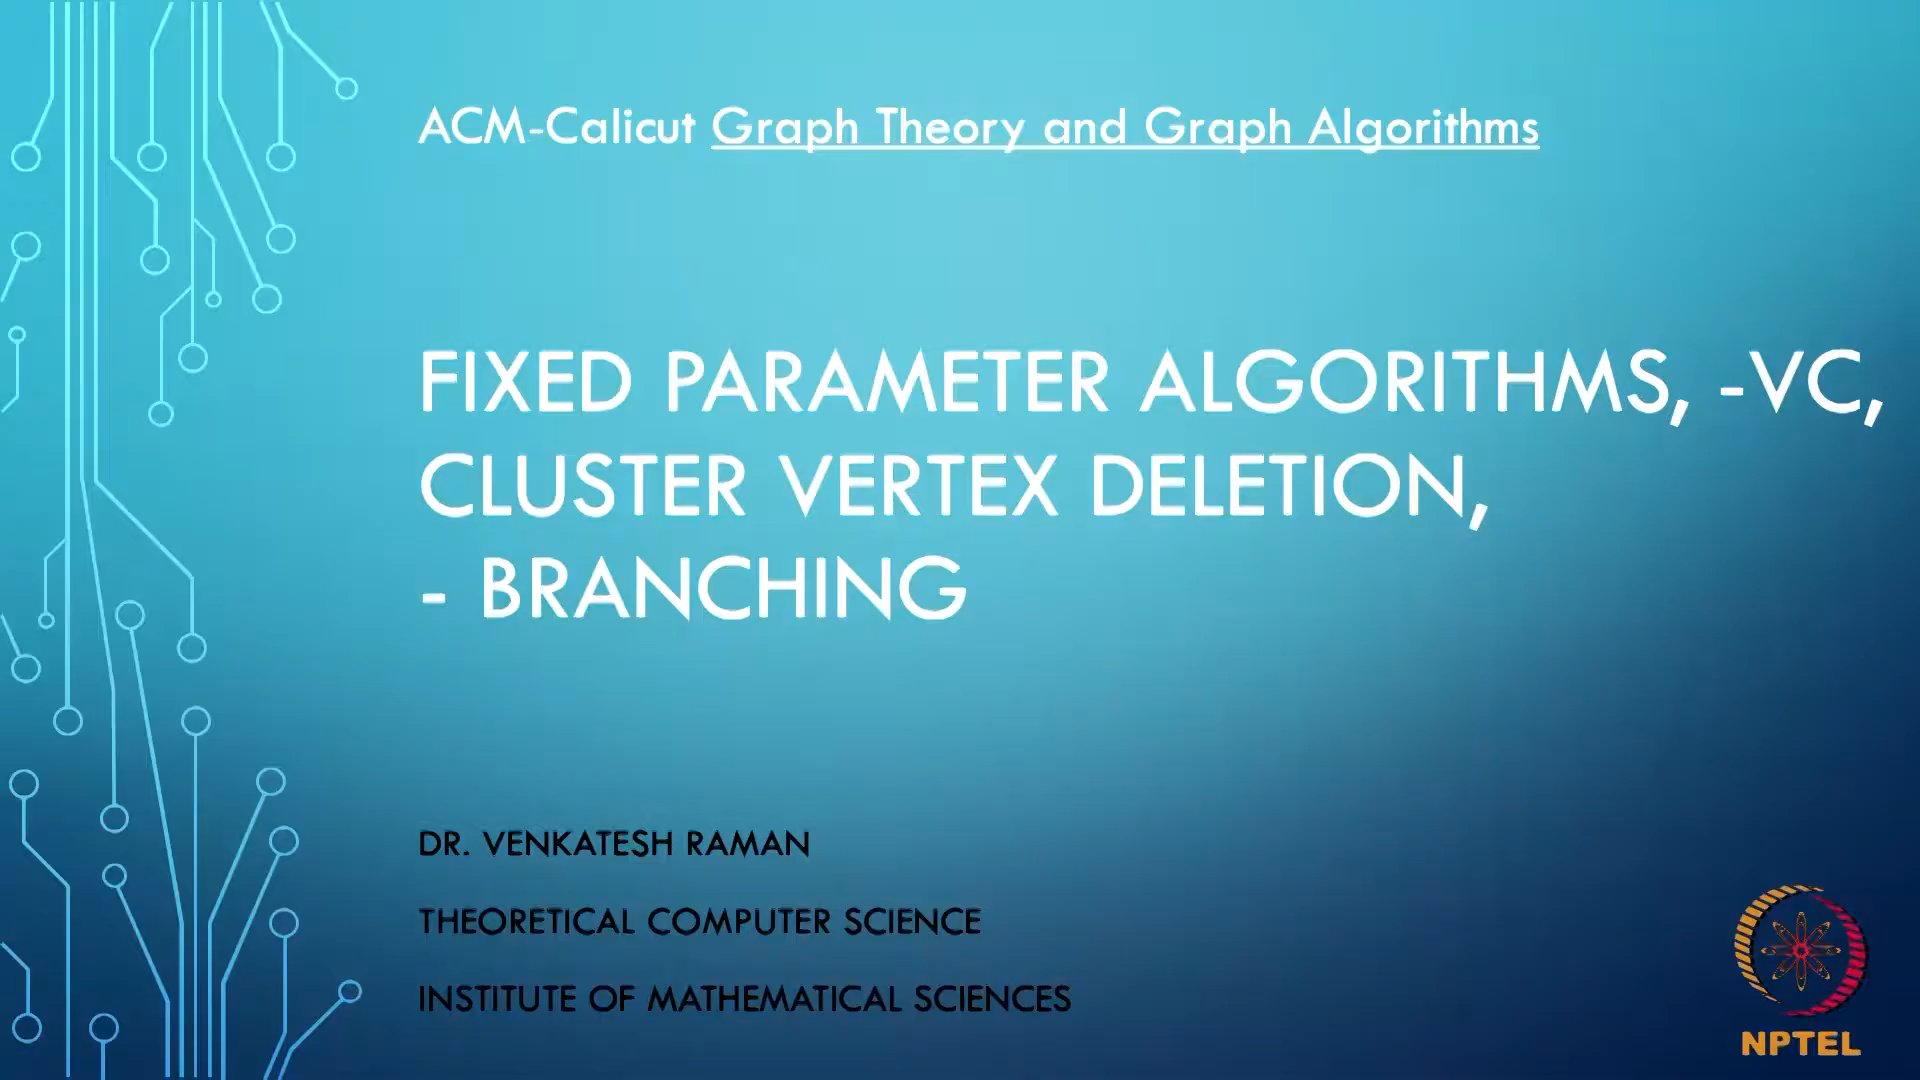 ACM-Calicut Graph Theory and Graph Algorithms
FIXED PARAMETER ALGORITHMS, -VC,
CLUSTER VERTEX DELETION,
- BRANCHING
DR. VENKATESH RAMAN
THEORETICAL COMPUTER SCIENCE
INSTITUTE OF MATHEMATICAL SCIENCES
NPTEL